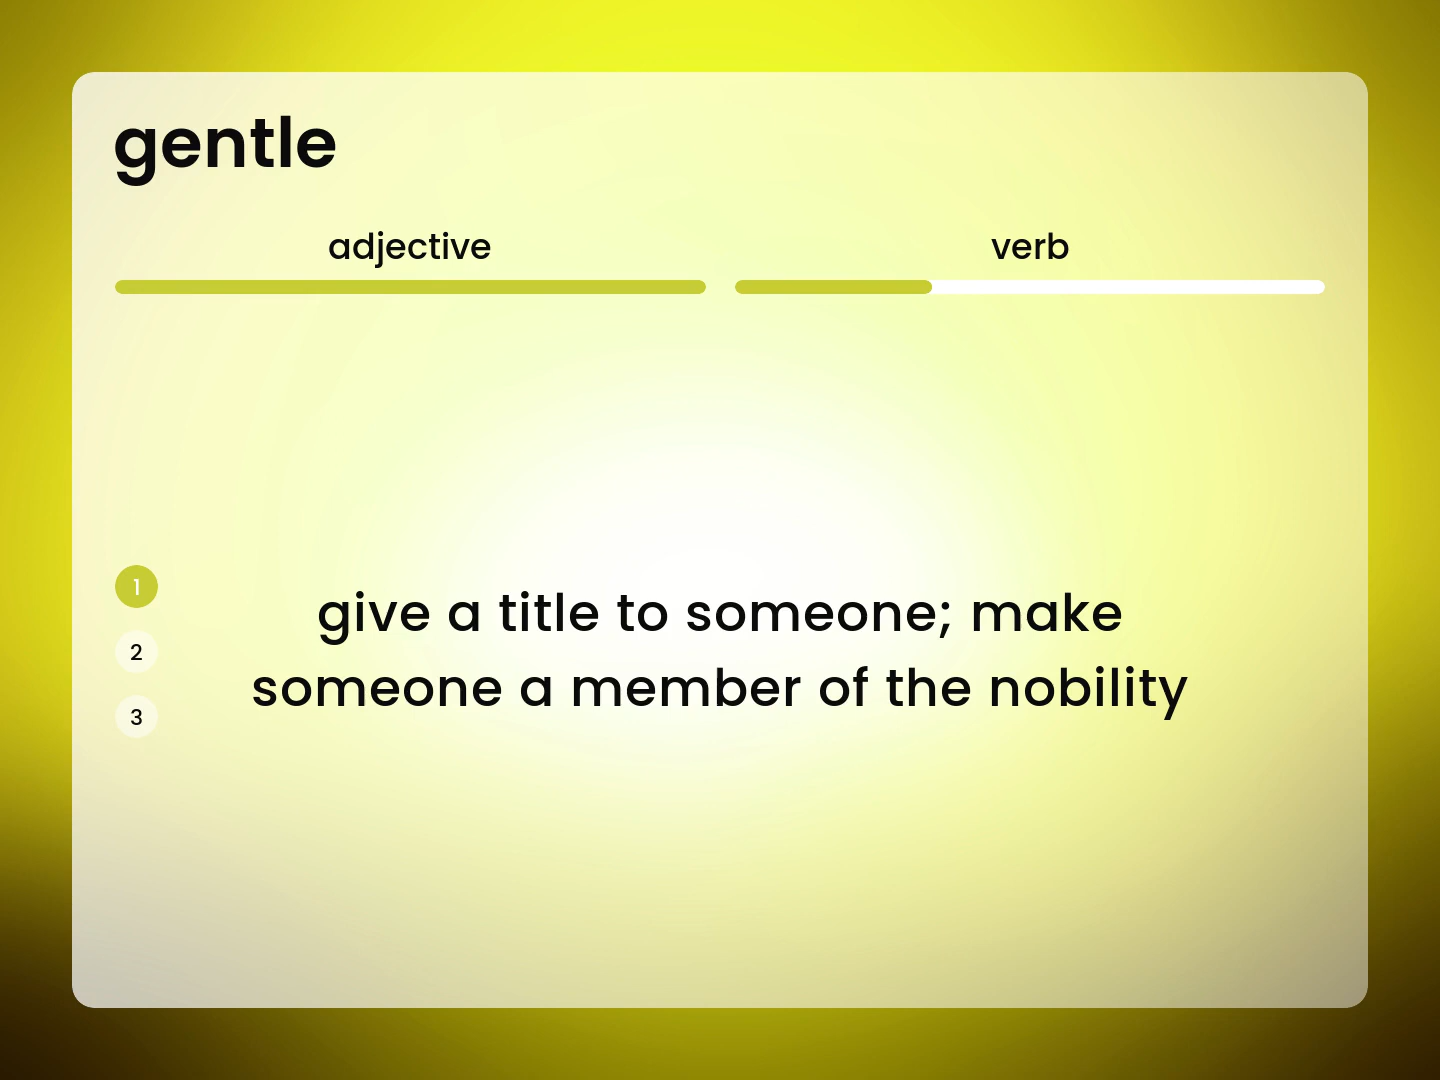 gentle
adjective
verb
1
2
3
give a title to someone; make
someone a member of the nobility